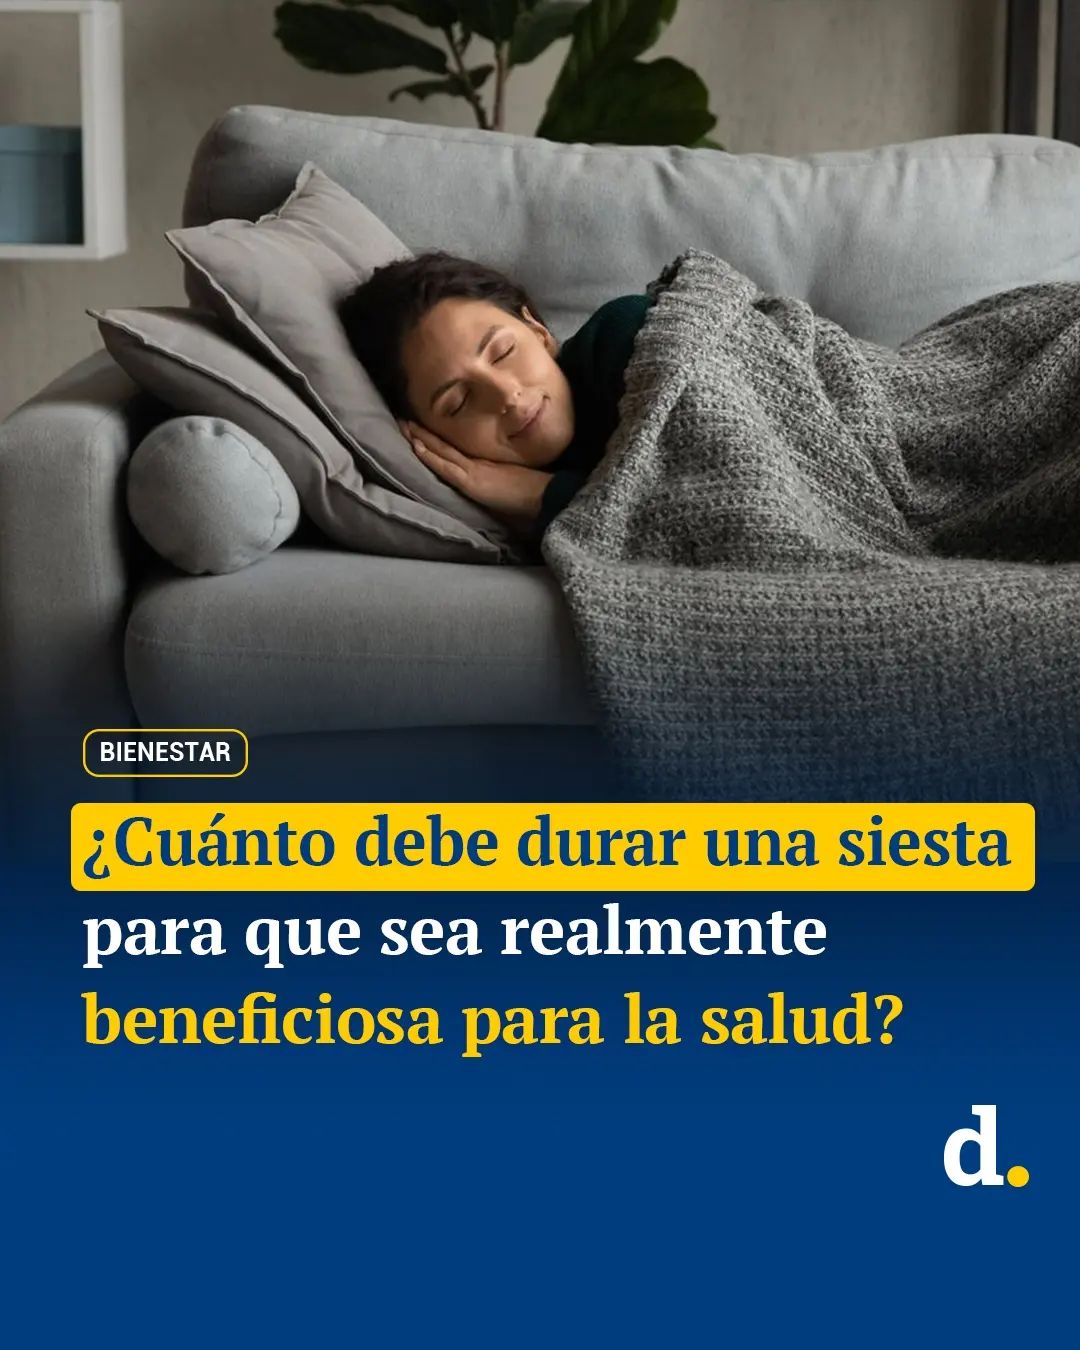 BIENESTAR
¿Cuánto debe durar una siesta
para que sea realmente
beneficiosa para la salud?
d.